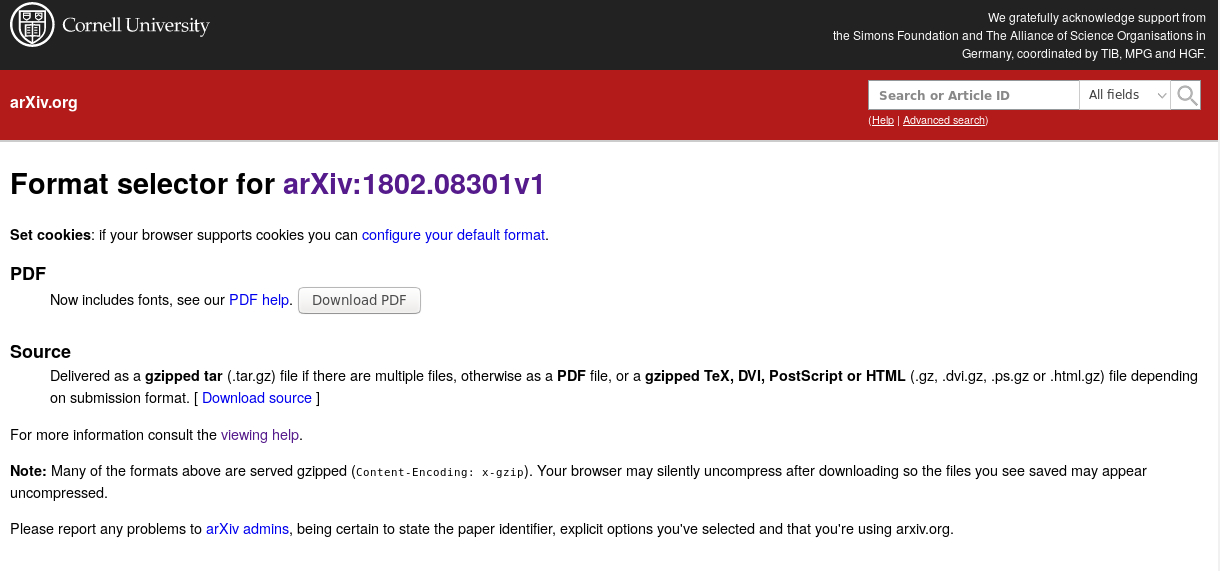 Cornell University
We gratefully acknowledge support from
the Simons Foundation and The Alliance of Science Organisations in
Germany, coordinated by TIB, MPG and HGF.
arXiv.org
Search or Article ID All fields
(Help | Advanced search)
Format selector for arXiv:1802.08301v1
Set cookies: if your browser supports cookies you can configure your default format.
PDF
Now includes fonts, see our PDF help. Download PDF
Source
Delivered as a gzipped tar (.tar.gz) file if there are multiple files, otherwise as a PDF file, or a gzipped TeX, DVI, PostScript or HTML (.gz, .dvi.gz, .ps.gz or .html.gz) file depending
on submission format. [ Download source ]
For more information consult the viewing help.
Note: Many of the formats above are served gzipped (Content-Encoding: x-gzip). Your browser may silently uncompress after downloading so the files you see saved may appear
uncompressed.
Please report any problems to arXiv admins, being certain to state the paper identifier, explicit options you've selected and that you're using arxiv.org.